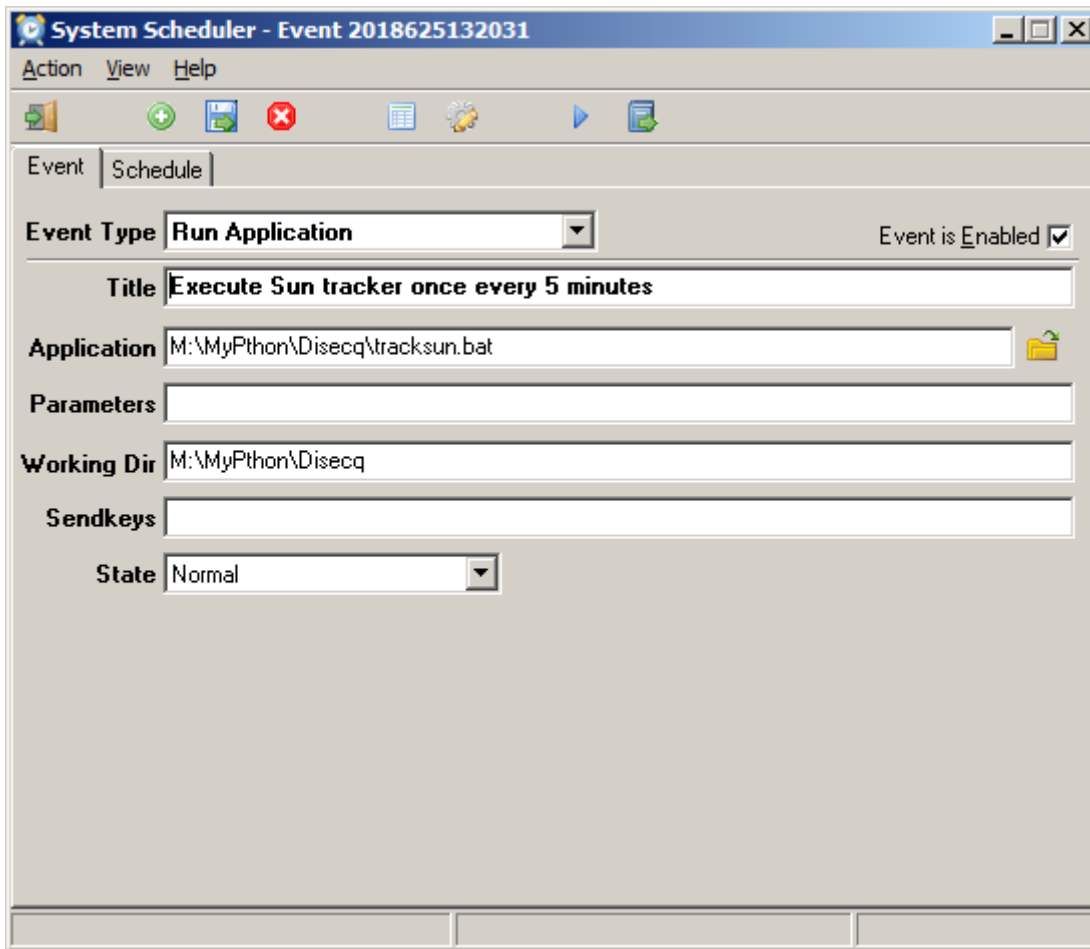 System Scheduler - Event 2018625132031
Action View Help
Event Schedule
Event Type Run Application Event is Enabled
Title Execute Sun tracker once every 5 minutes
Application M:\MyPthon\Disecq\tracksun.bat
Parameters
Working Dir M:\MyPthon\Disecq
Sendkeys
State Normal